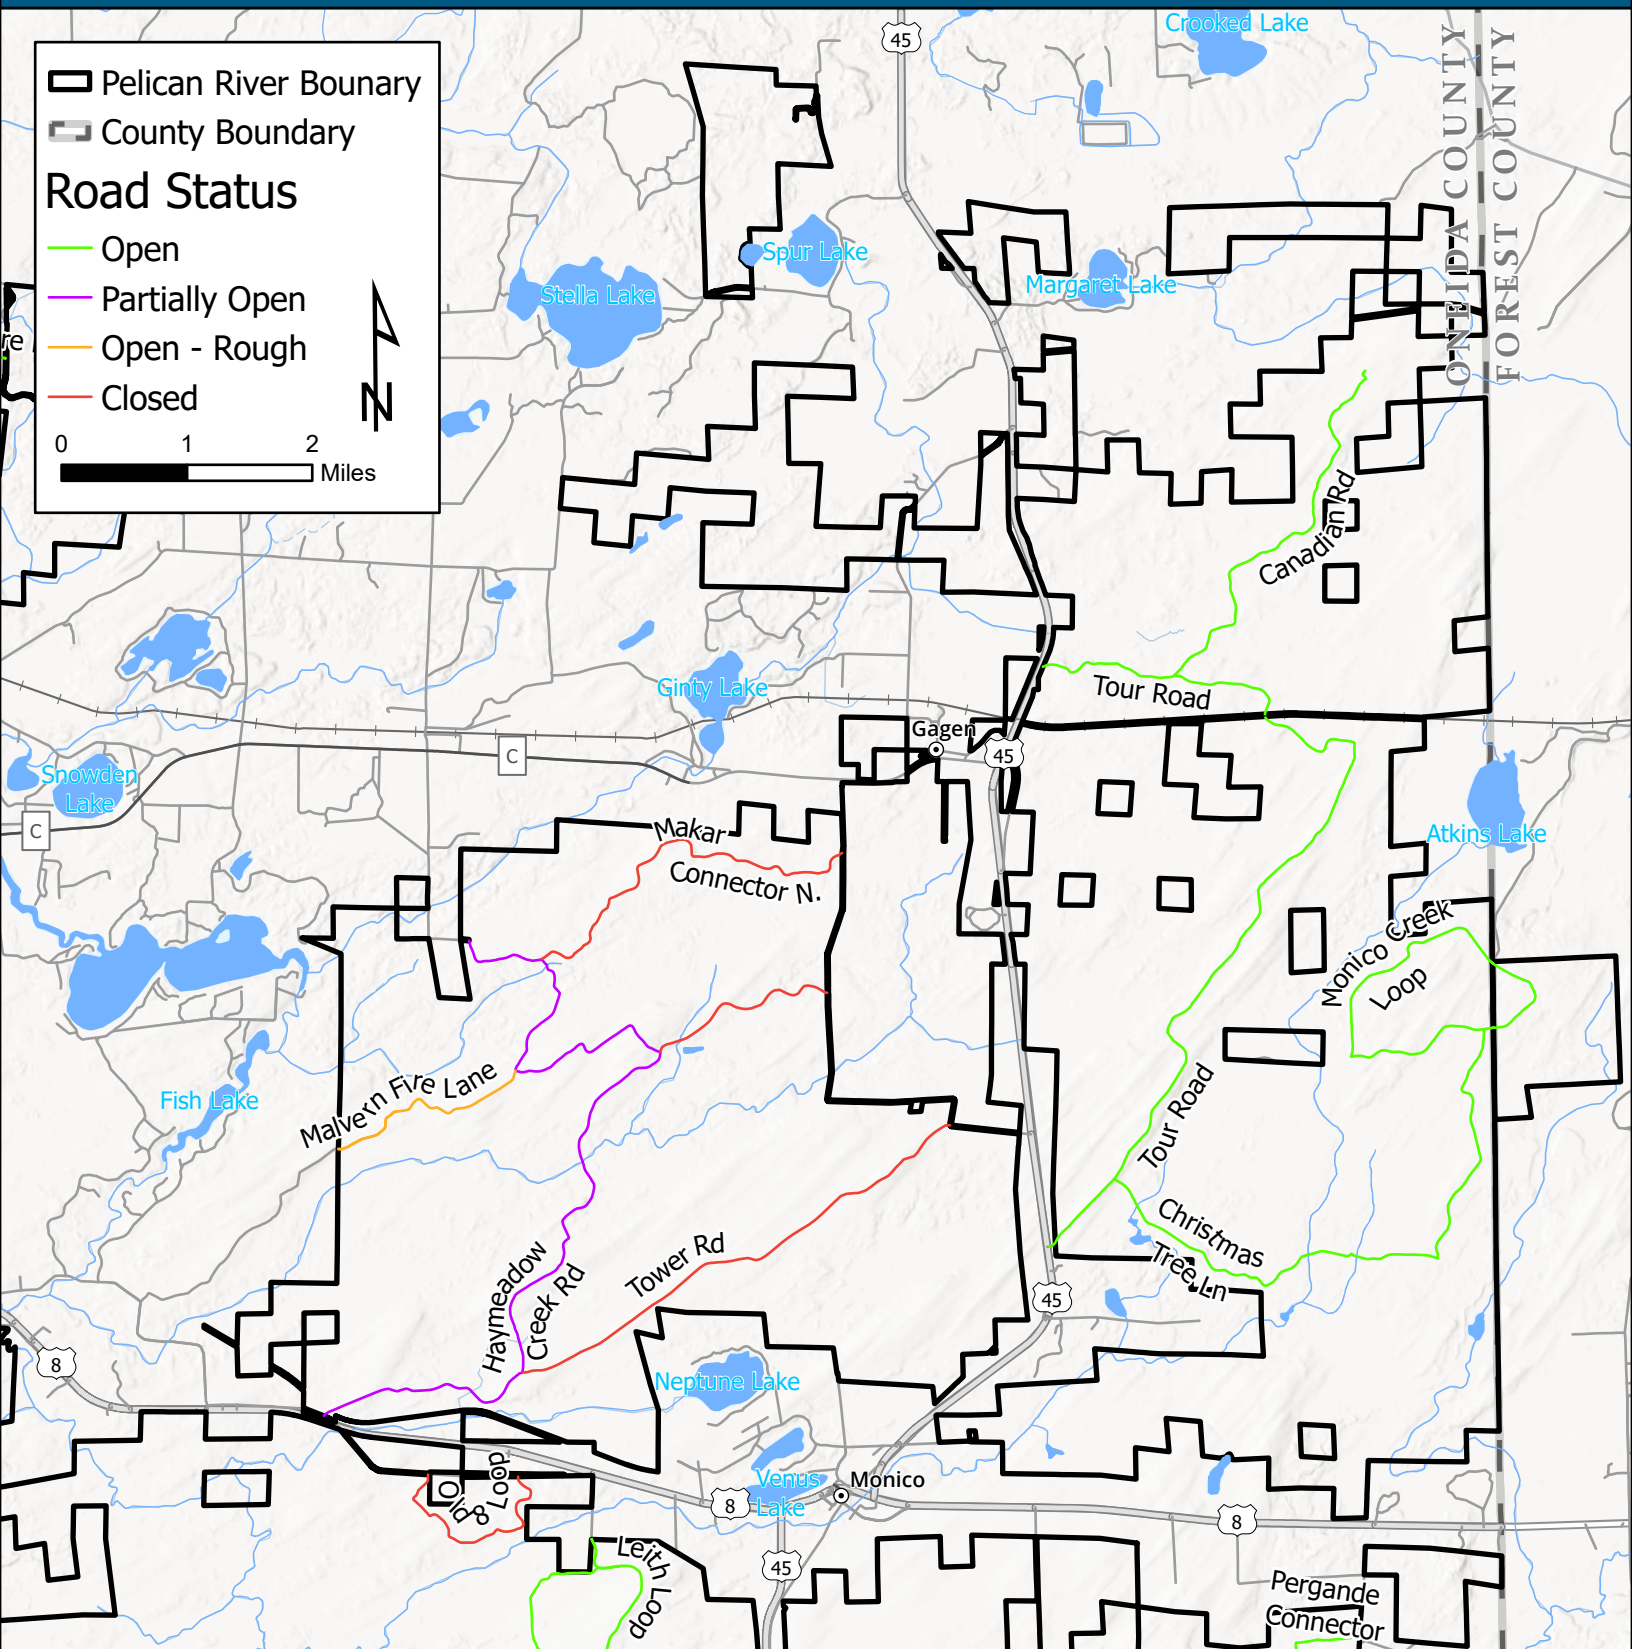 Pelican River Bounary
County Boundary
Road Status
Open
Partially Open
Open - Rough
Closed
0 1 2
Miles
N
45
Crooked Lake
ONEIDA COUNTY
FOREST COUNTY
Spur Lake
Stella Lake
Margaret Lake
re
Canadian Rd
Tour Road
Ginty Lake
Gagen
45
C
Snowden
Lake
C
Atkins Lake
Makar
Connector N.
Monico Creek
Loop
Malvern Fire Lane
Fish Lake
Tour Road
Christmas
Tree Ln
Haymeadow
Creek Rd
Tower Rd
45
8
Neptune Lake
Venus
Lake
Monico
8
8
Old 8
Loop
45
Leith Loop
Pergande
Connector